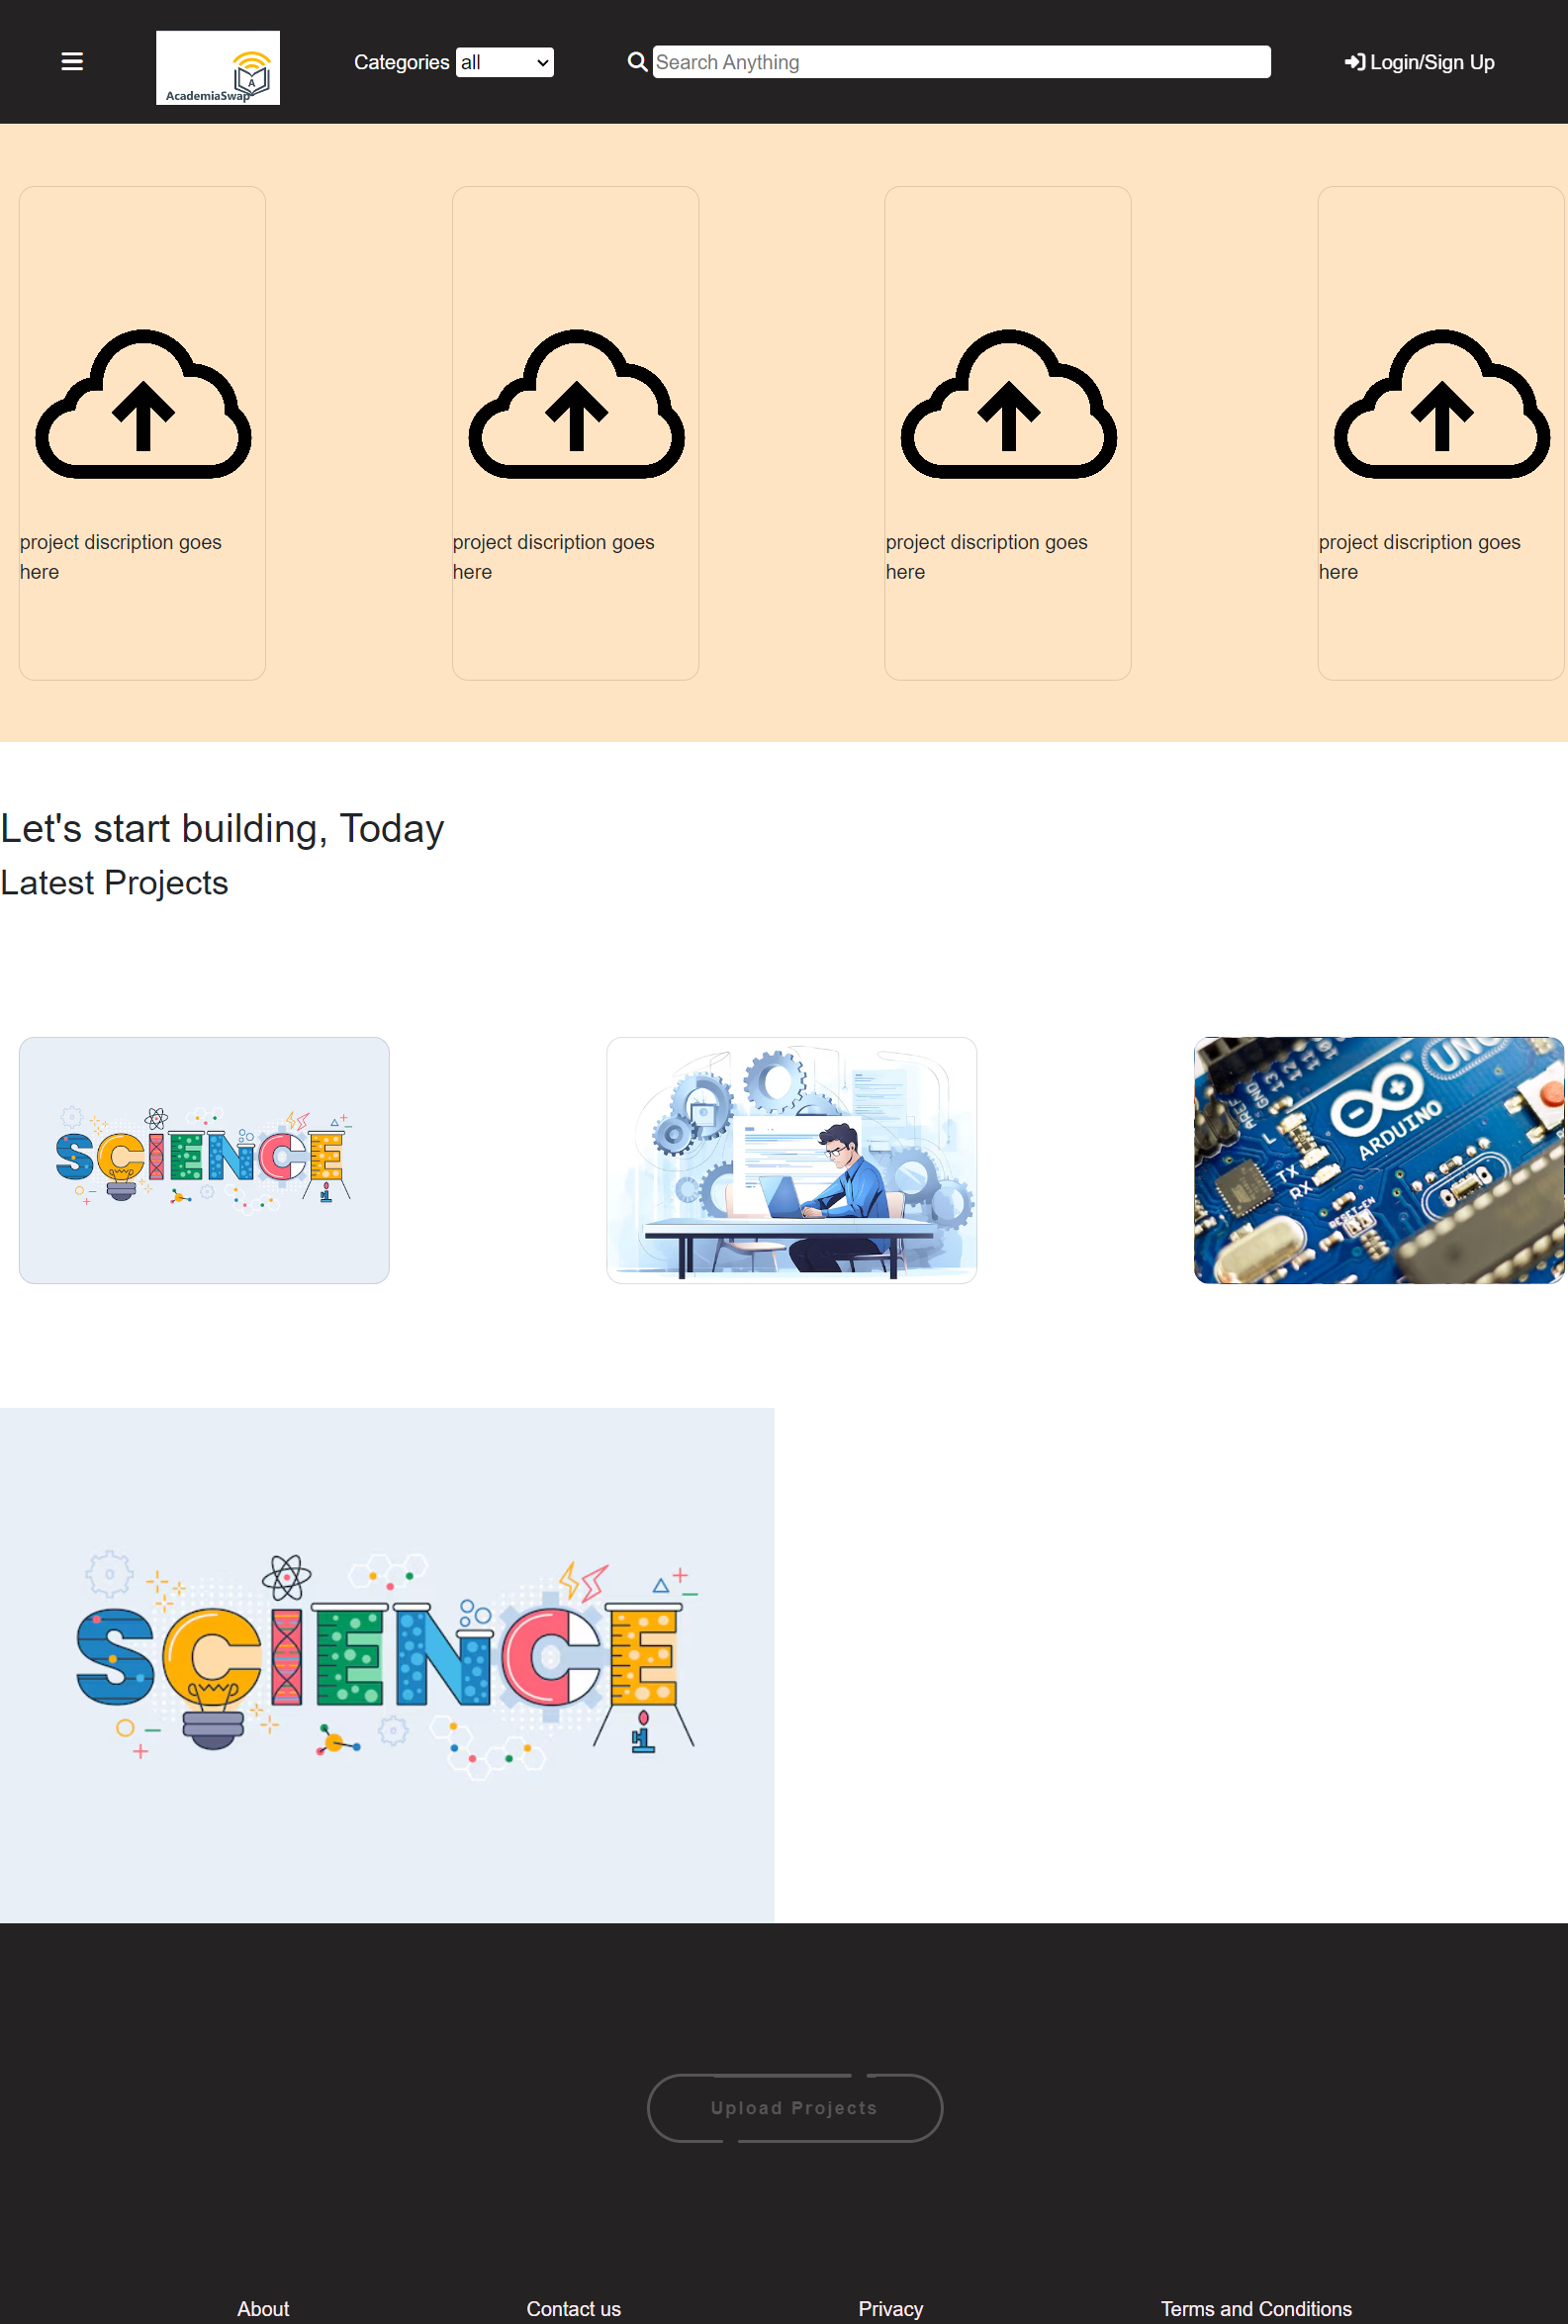 AcademiaSwap
A
Categories all
Search Anything
Login/Sign Up
project discription goes
here
project discription goes
here
project discription goes
here
project discription goes
here
Let's start building, Today
Latest Projects
SCIENCE
UNO
ARDUINO
AREF
GND
13
12
L
TX
RX
RESET-EN
SCIENCE
Upload Projects
About
Contact us
Privacy
Terms and Conditions